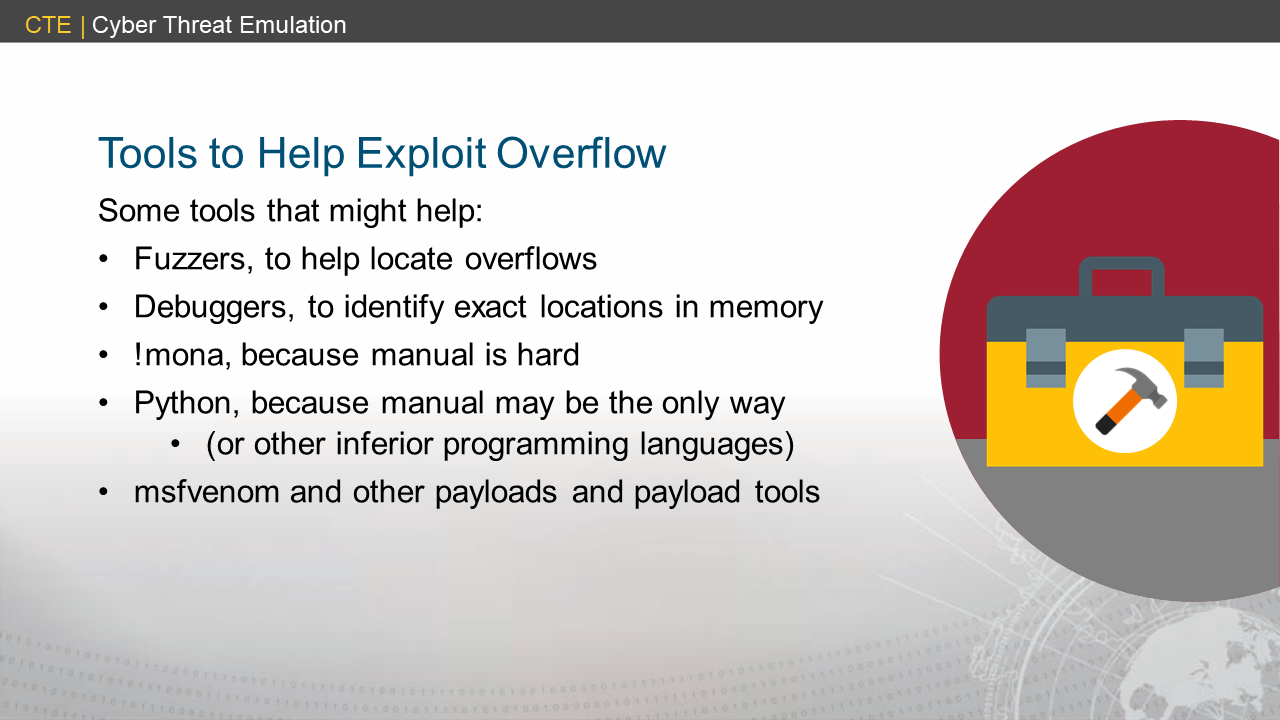 CTE | Cyber Threat Emulation
Tools to Help Exploit Overflow
Some tools that might help:
• Fuzzers, to help locate overflows
• Debuggers, to identify exact locations in memory
• !mona, because manual is hard
• Python, because manual may be the only way
• (or other inferior programming languages)
• msfvenom and other payloads and payload tools